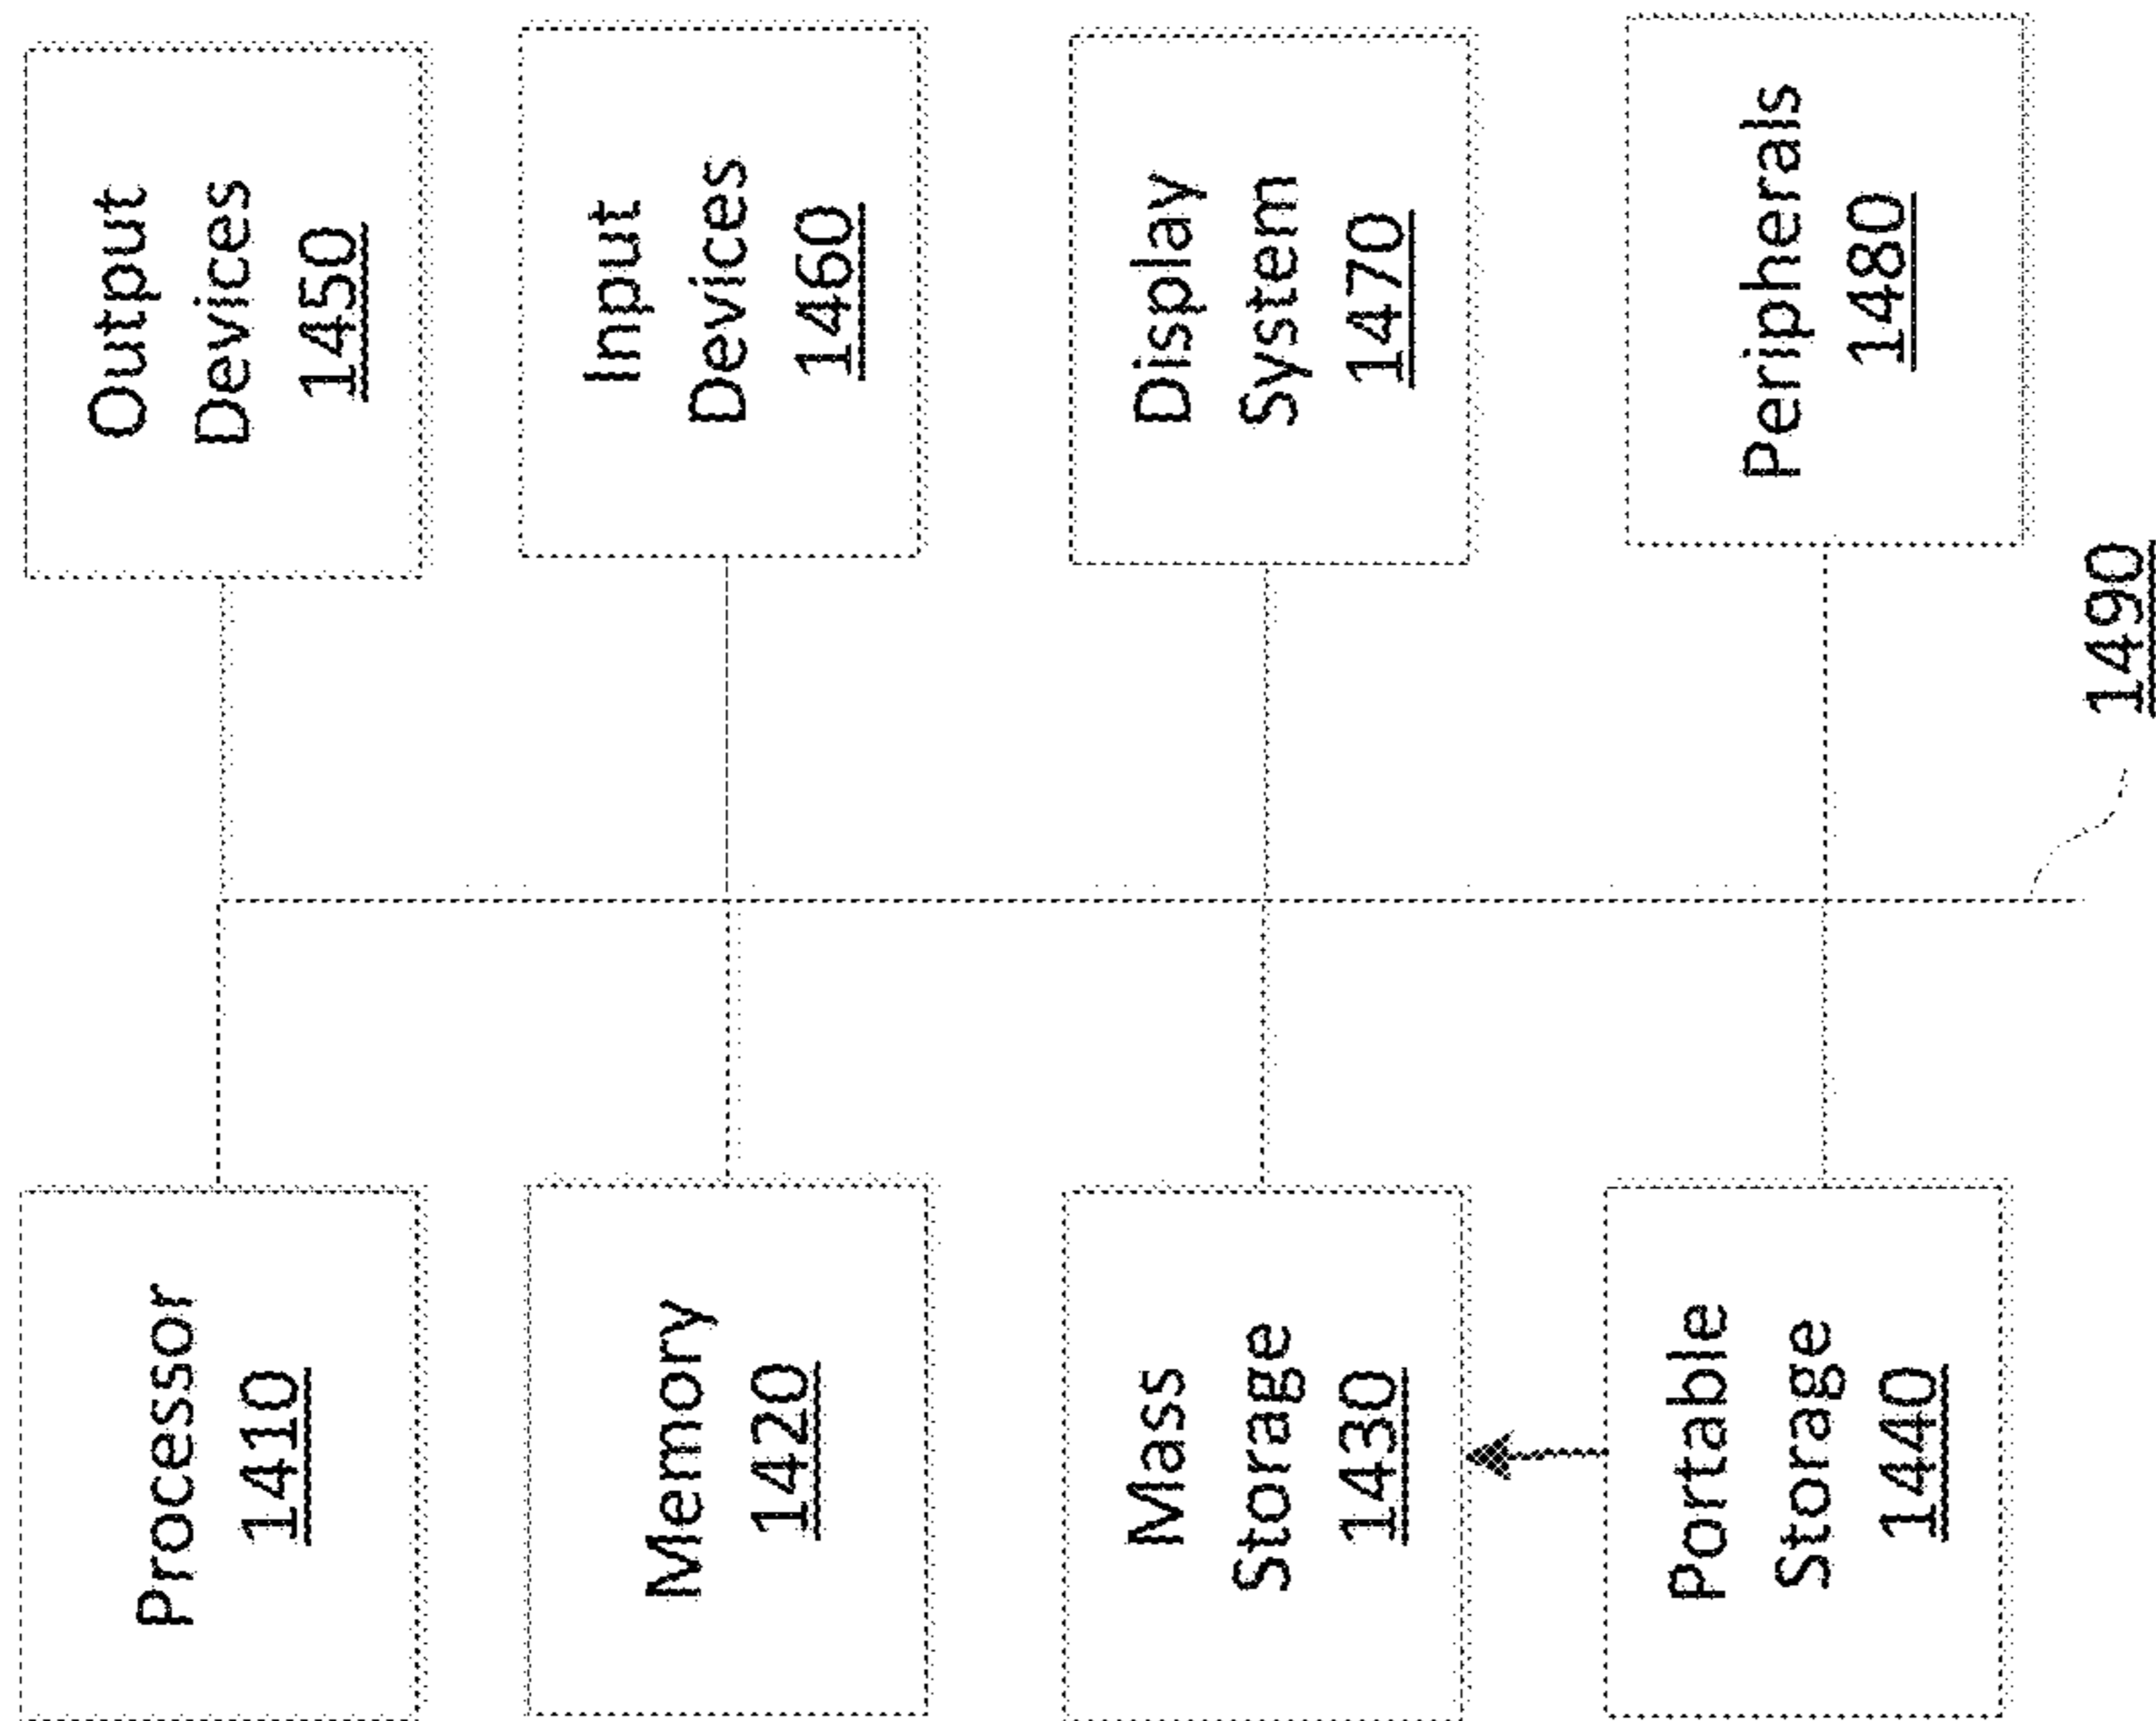 Processor
1410
Memory
1420
Mass
Storage
1430
Portable
Storage
1440
Output
Devices
1450
Input
Devices
1460
Display
System
1470
Peripherals
1480
1490